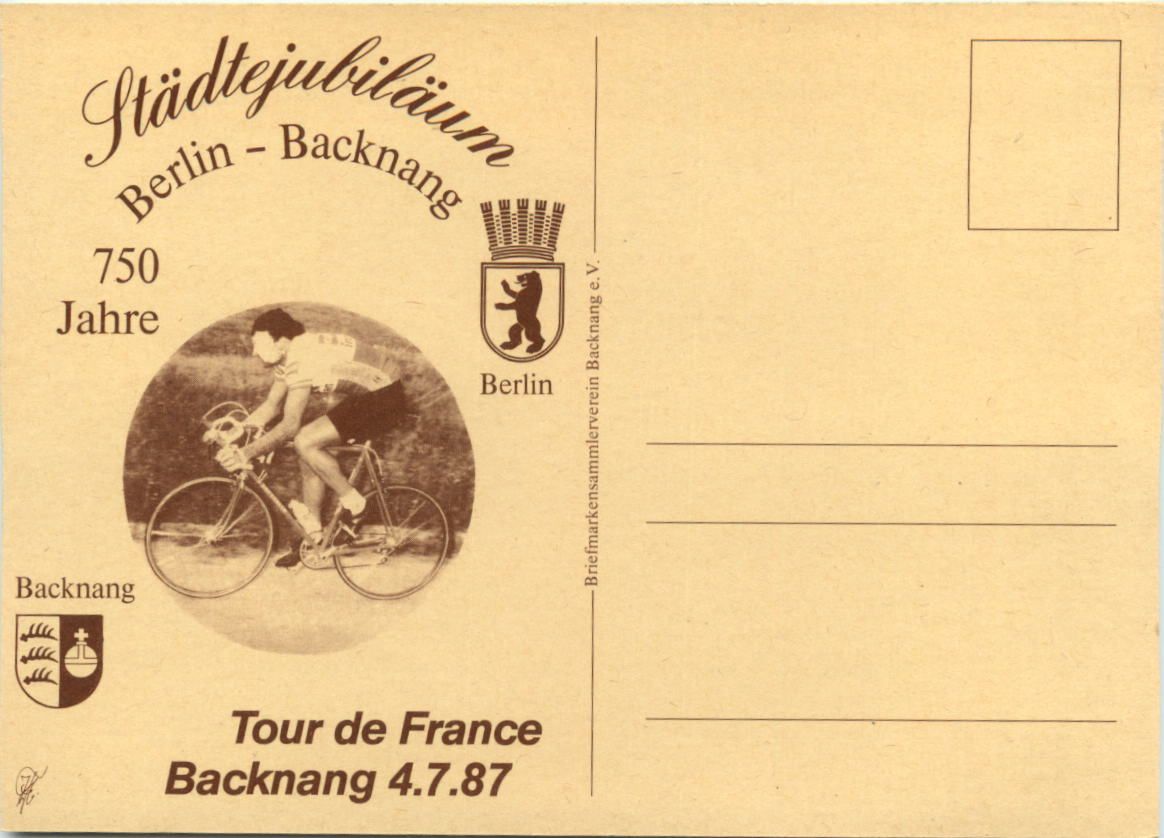 Städtejubiläum
Berlin – Backnang
750
Jahre
Berlin
Backnang
Tour de France
Backnang 4.7.87
Briefmarkensammlerverein Backnang e.V.